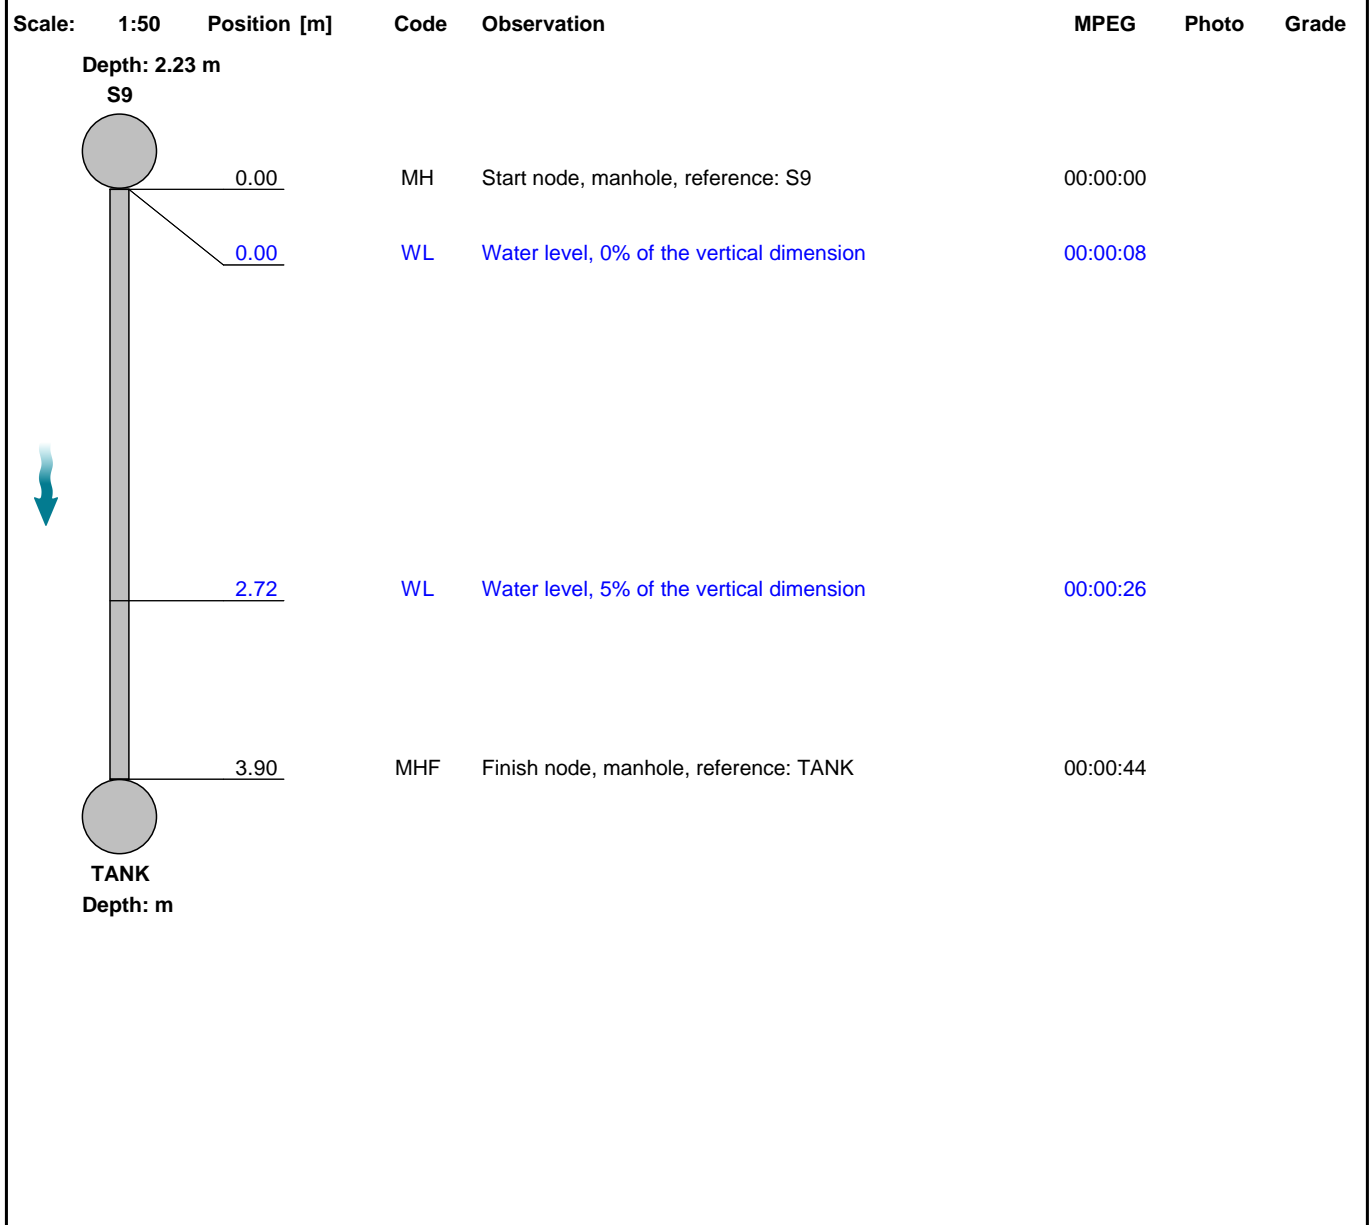 Scale: 1:50 Position [m] Code Observation MPEG Photo Grade
Depth: 2.23 m
S9
0.00 MH Start node, manhole, reference: S9 00:00:00
0.00 WL Water level, 0% of the vertical dimension 00:00:08
2.72 WL Water level, 5% of the vertical dimension 00:00:26
3.90 MHF Finish node, manhole, reference: TANK 00:00:44
TANK
Depth: m